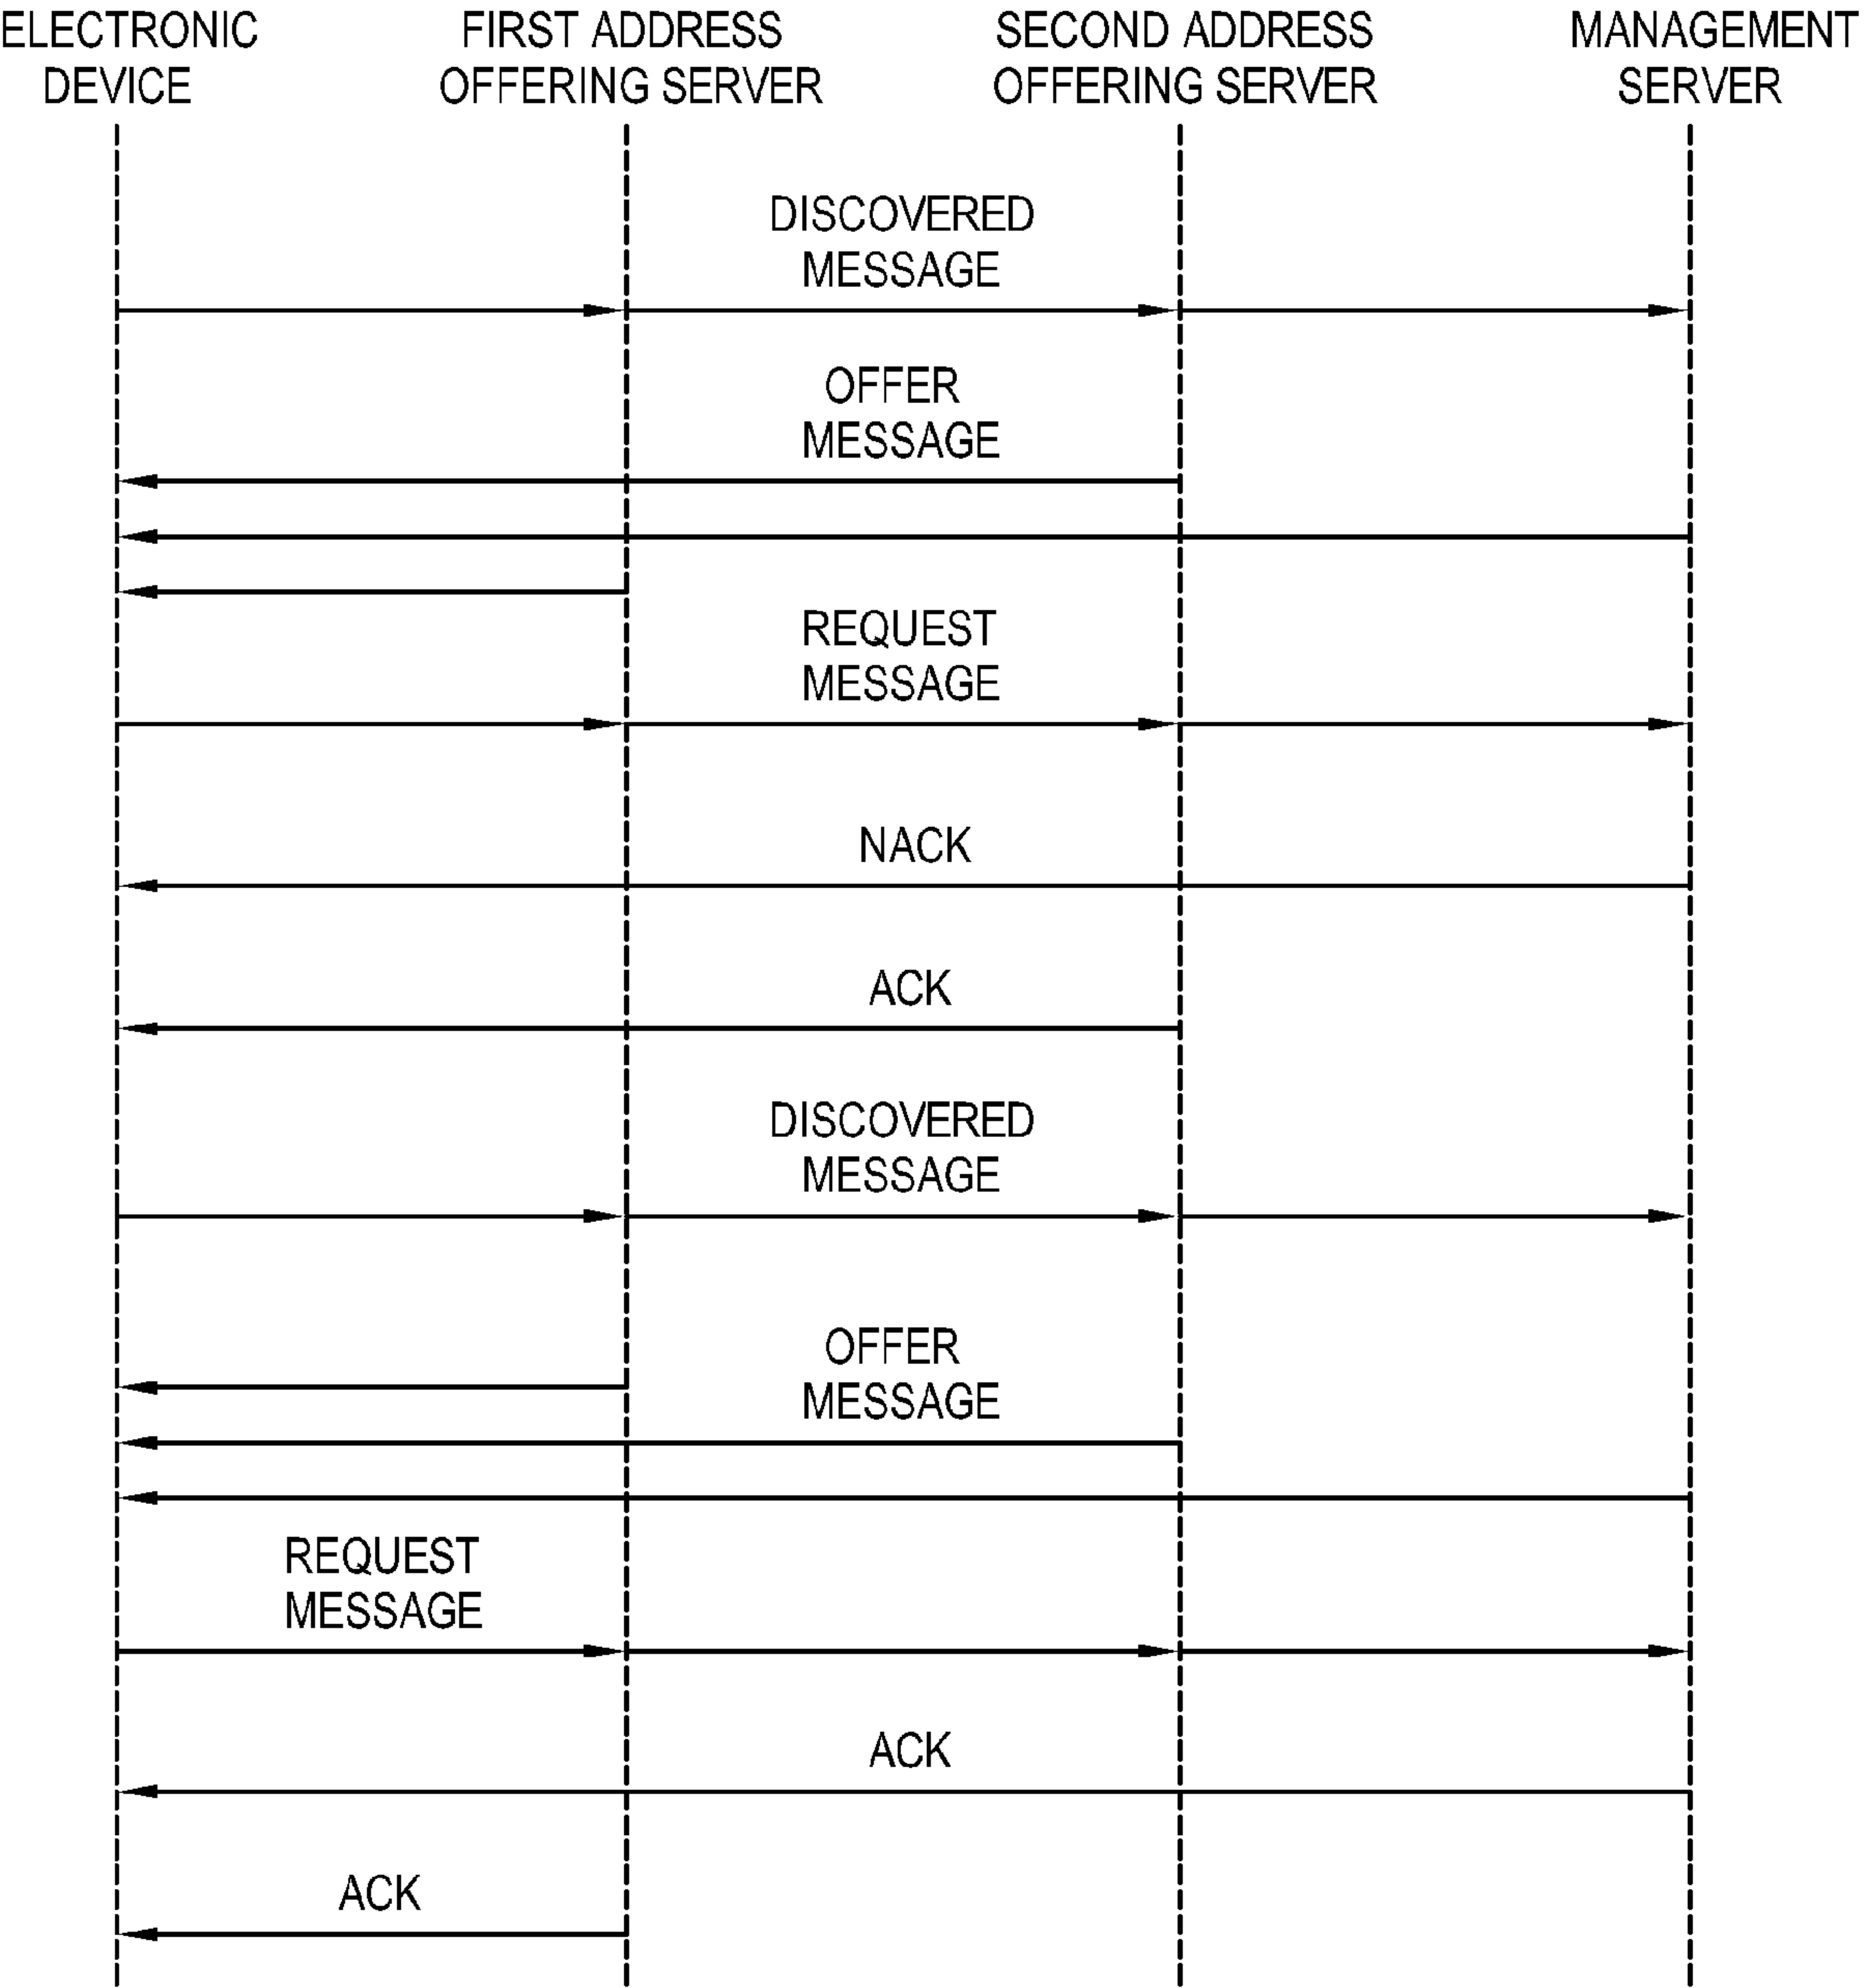 ELECTRONIC
DEVICE
FIRST ADDRESS
OFFERING SERVER
SECOND ADDRESS
OFFERING SERVER
MANAGEMENT
SERVER
DISCOVERED
MESSAGE
OFFER
MESSAGE
REQUEST
MESSAGE
NACK
ACK
DISCOVERED
MESSAGE
OFFER
MESSAGE
REQUEST
MESSAGE
ACK
ACK